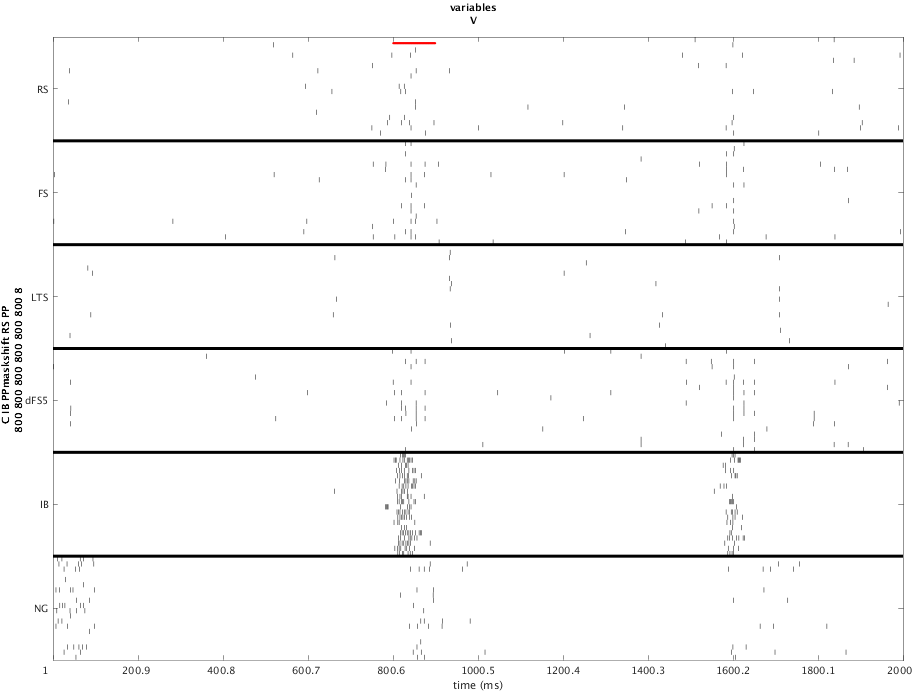 variables
V
C IB PPmaskshift RS PP
800 800 800 800 800 800 8
RS
FS
LTS
dFS5
IB
NG
1 200.9 400.8 600.7 800.6 1000.5 1200.4 1400.3 1600.2 1800.1 2000
time (ms)